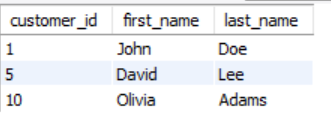 customer_id first_name last_name
1 John Doe
5 David Lee
10 Olivia Adams